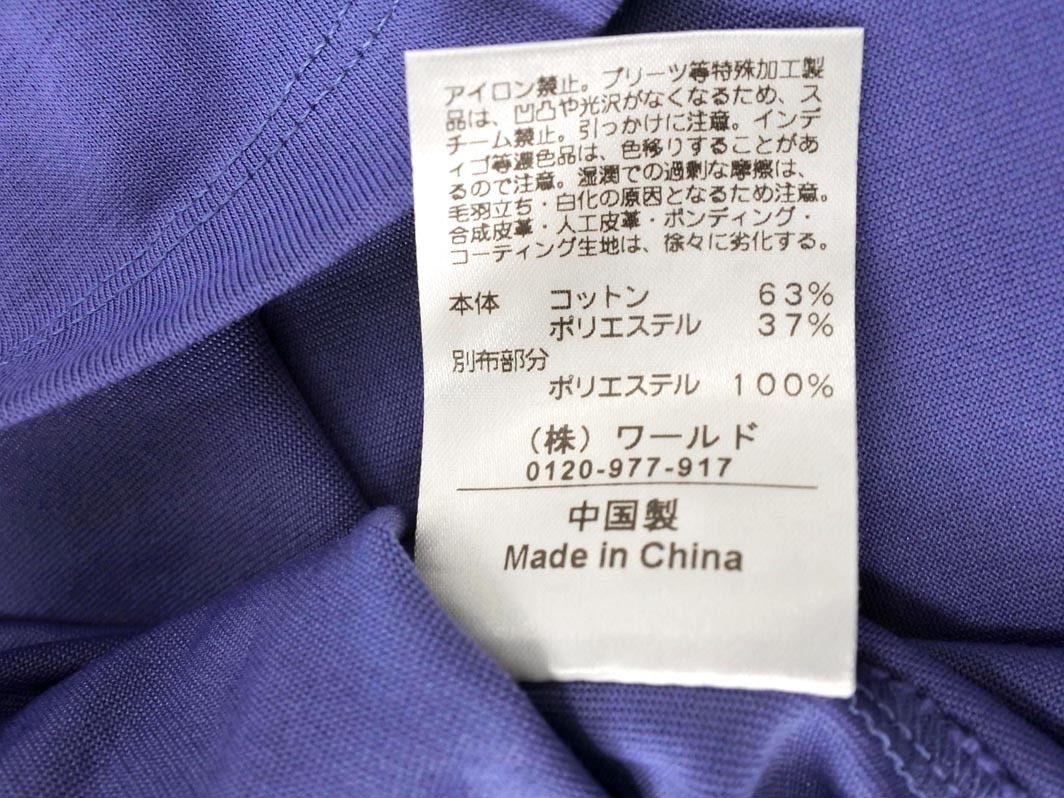 アイロン禁止。プリーツ等特殊加工製
品は、凹凸や光沢がなくなるため、ス
チーム禁止。引っかけに注意。インデ
ィゴ等濃色品は、色移りすることがあ
るので注意。湿潤での過剰な摩擦は、
毛羽立ち・白化の原因となるため注意。
合成皮革・人工皮革・ボンディング・
コーティング生地は、徐々に劣化する。
本体 コットン 63%
ポリエステル 37%
別布部分
ポリエステル 100%
(株)ワールド
0120-977-917
中国製
Made in China